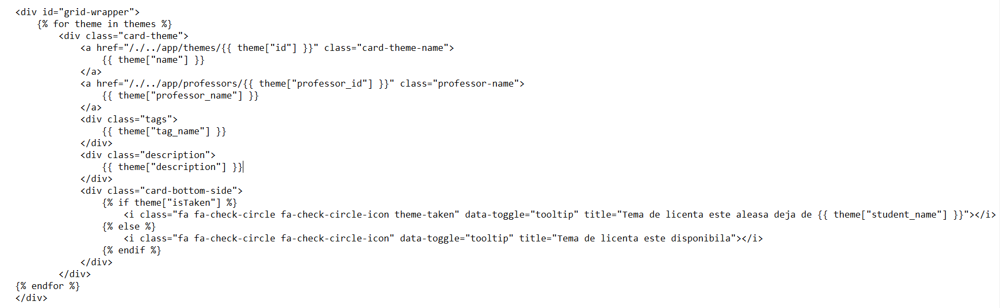 <div id="grid-wrapper">
    {% for theme in themes %}
        <div class="card-theme">
            <a href="/./../app/themes/{{ theme["id"] }}" class="card-theme-name">
                {{ theme["name"] }}
            </a>
            <a href="/./../app/professors/{{ theme["professor_id"] }}" class="professor-name">
                {{ theme["professor_name"] }}
            </a>
            <div class="tags">
                {{ theme["tag_name"] }}
            </div>
            <div class="description">
                {{ theme["description"] }}
            </div>
            <div class="card-bottom-side">
                {% if theme["isTaken"] %}
                    <i class="fa fa-check-circle fa-check-circle-icon theme-taken" data-toggle="tooltip" title="Tema de licenta este aleasa deja de {{ theme["student_name"] }}"></i>
                {% else %}
                    <i class="fa fa-check-circle fa-check-circle-icon" data-toggle="tooltip" title="Tema de licenta este disponibila"></i>
                {% endif %}
            </div>
        </div>
{% endfor %}
</div>